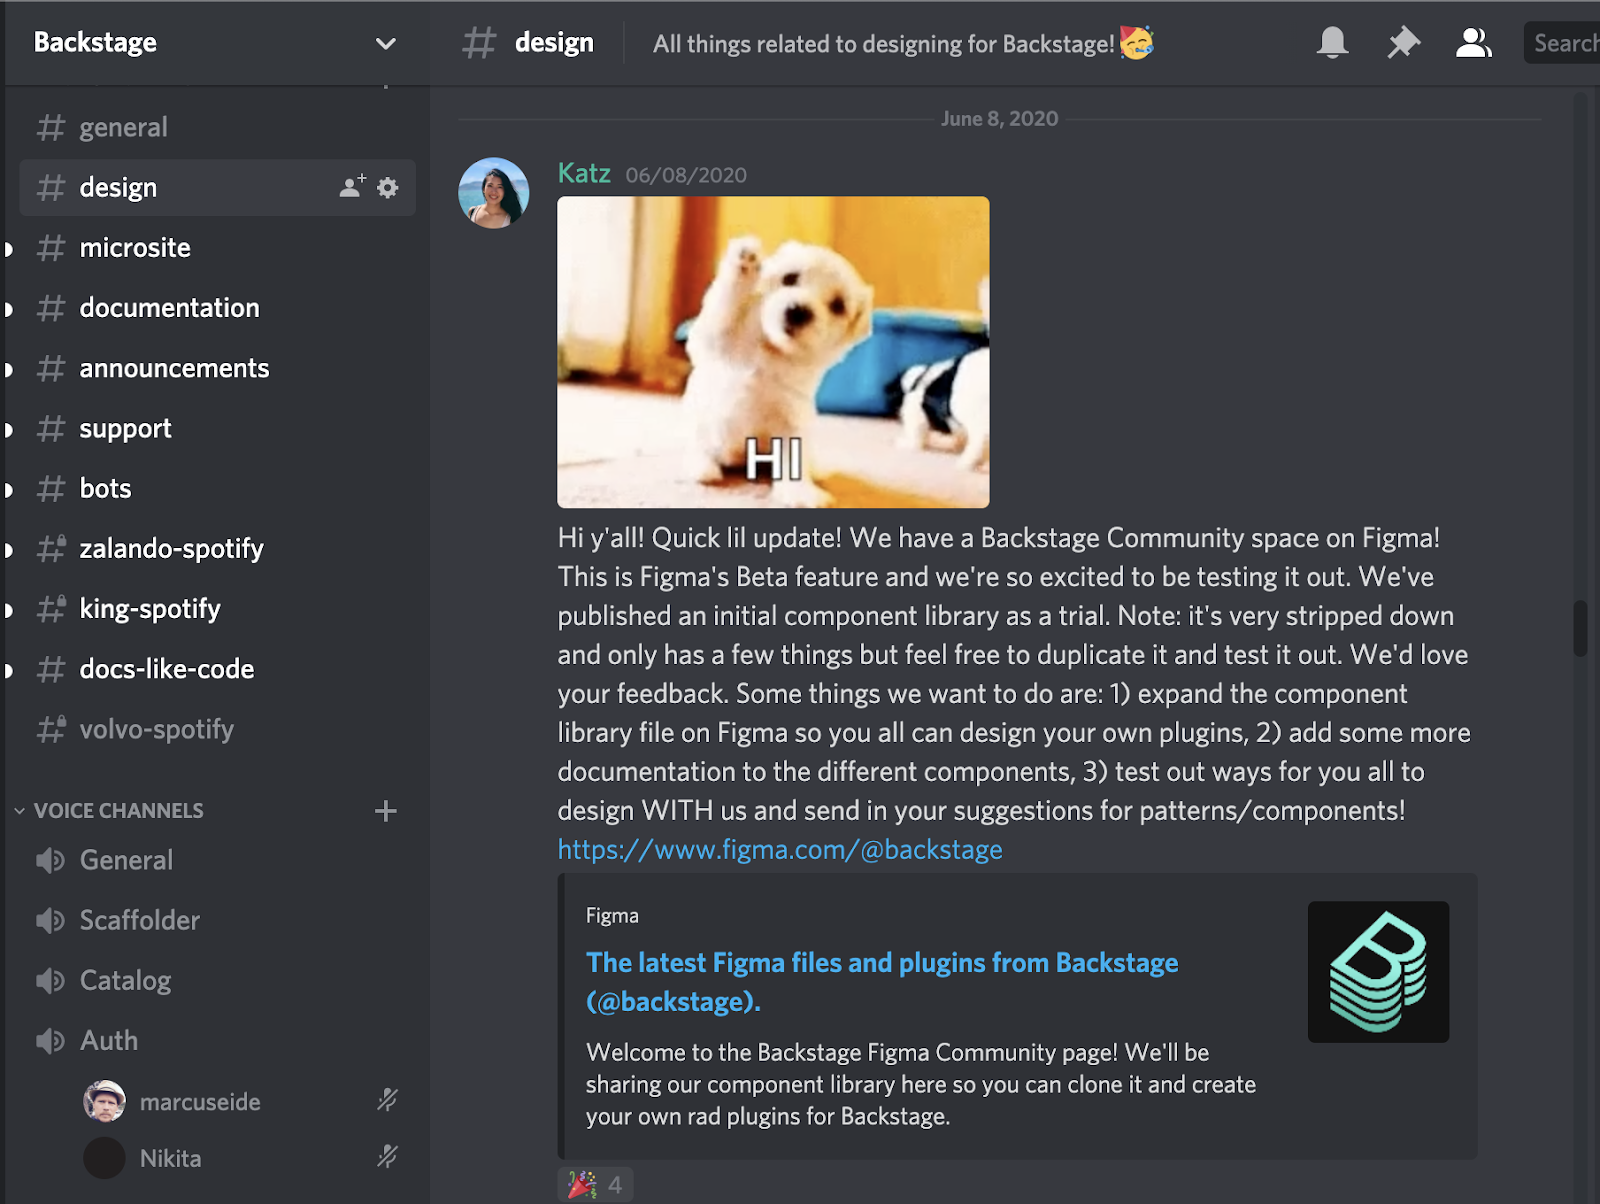 Backstage
# general
# design
# microsite
# documentation
# announcements
# support
# bots
# zalando-spotify
# king-spotify
# docs-like-code
# volvo-spotify
VOICE CHANNELS
General
Scaffolder
Catalog
Auth
marcuseide
Nikita
# design
All things related to designing for Backstage!🥳
Search
June 8, 2020
Katz 06/08/2020
HI
Hi y'all! Quick lil update! We have a Backstage Community space on Figma!
This is Figma's Beta feature and we're so excited to be testing it out. We've
published an initial component library as a trial. Note: it's very stripped down
and only has a few things but feel free to duplicate it and test it out. We'd love
your feedback. Some things we want to do are: 1) expand the component
library file on Figma so you all can design your own plugins, 2) add some more
documentation to the different components, 3) test out ways for you all to
design WITH us and send in your suggestions for patterns/components!
https://www.figma.com/@backstage
Figma
The latest Figma files and plugins from Backstage
(@backstage).
Welcome to the Backstage Figma Community page! We'll be
sharing our component library here so you can clone it and create
your own rad plugins for Backstage.
🎉 4